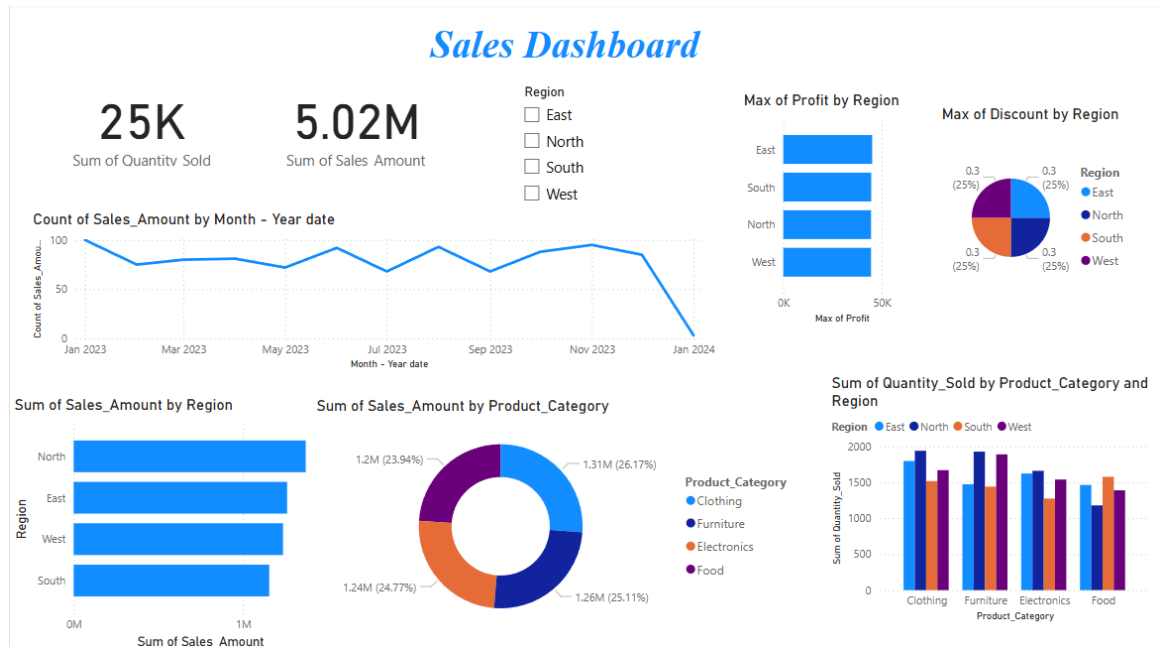 Sales Dashboard
25K
Sum of Quantity Sold
5.02M
Sum of Sales Amount
Region
East
North
South
West
Max of Profit by Region
East
South
North
West
0K
50K
Max of Profit
Max of Discount by Region
0.3
(25%)
0.3
(25%)
0.3
(25%)
0.3
(25%)
Region
East
North
South
West
Count of Sales_Amount by Month - Year date
Count of Sales_Amou...
100
50
0
Jan 2023
Mar 2023
May 2023
Jul 2023
Sep 2023
Nov 2023
Jan 2024
Month - Year date
Sum of Sales_Amount by Region
Region
North
East
West
South
0M
1M
Sum of Sales_Amount
Sum of Sales_Amount by Product_Category
1.2M (23.94%)
1.31M (26.17%)
1.24M (24.77%)
1.26M (25.11%)
Product_Category
Clothing
Furniture
Electronics
Food
Sum of Quantity_Sold by Product_Category and
Region
Region East North South West
Sum of Quantity_Sold
2000
1500
1000
500
0
Clothing
Furniture
Electronics
Food
Product_Category